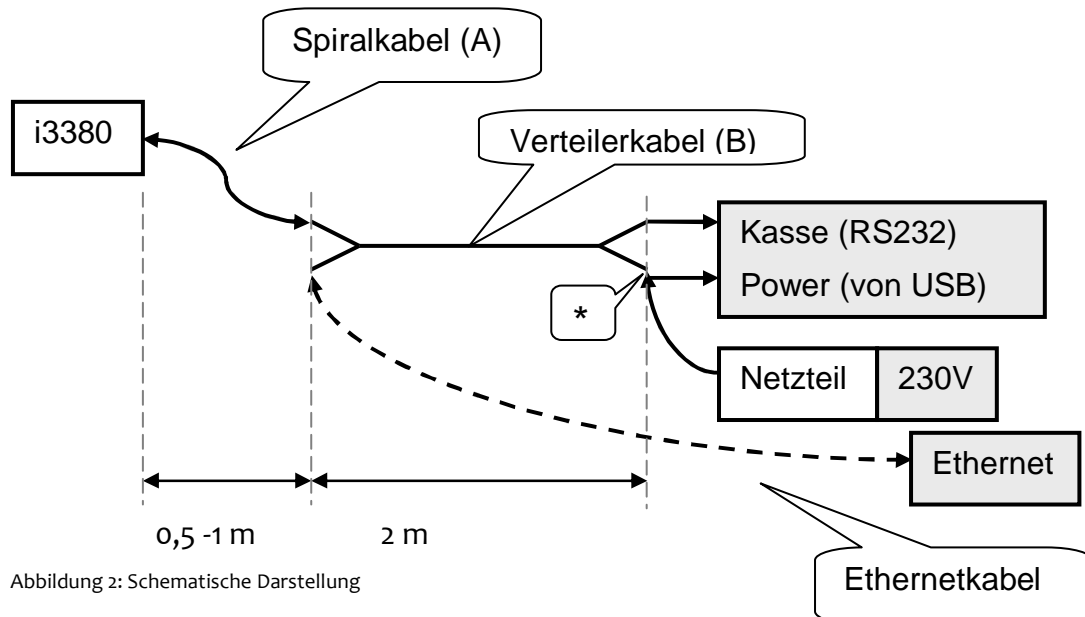 Spiralkabel (A)
i3380
Verteilerkabel (B)
Kasse (RS232)
Power (von USB)
*
Netzteil 230V
Ethernet
0,5 -1 m 2 m
Ethernetkabel
Abbildung 2: Schematische Darstellung